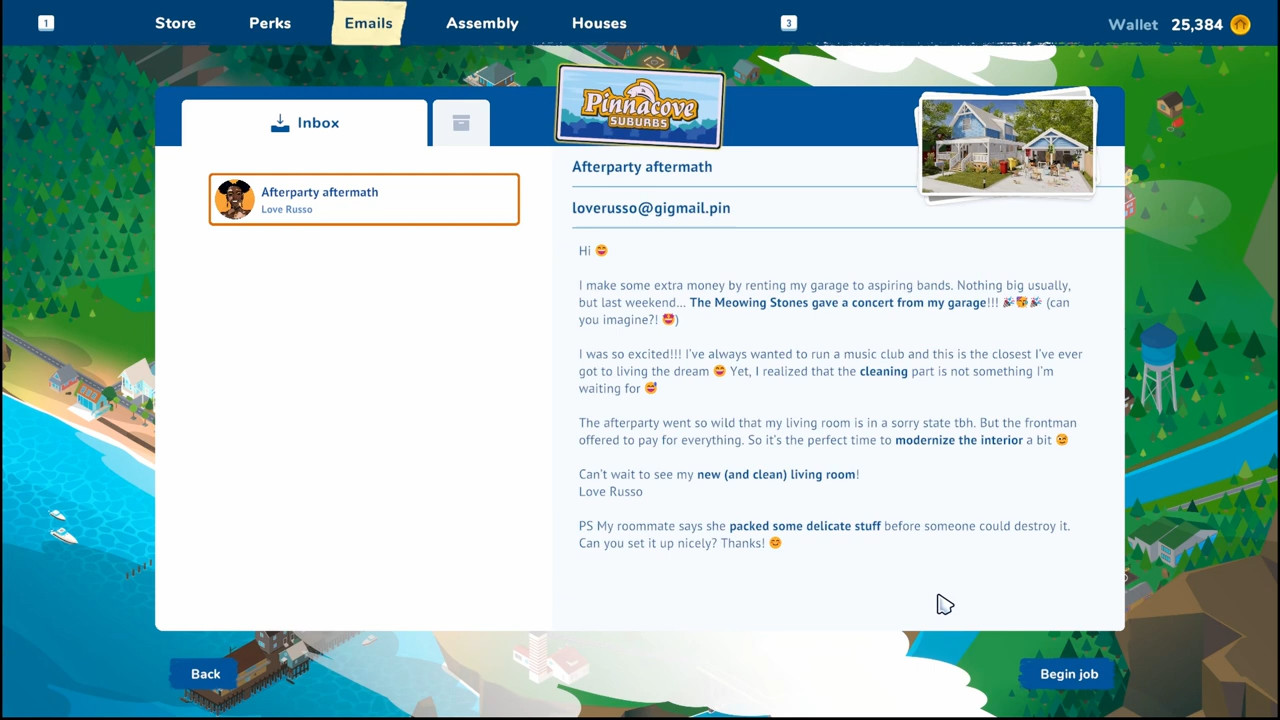 1
Store
Perks
Emails
Assembly
Houses
3
Wallet 25,384
Inbox
Pinnacove
SUBURBS
Afterparty aftermath
Love Russo
Afterparty aftermath
loverusso@gigmail.pin
Hi 😄
I make some extra money by renting my garage to aspiring bands. Nothing big usually,
but last weekend... The Meowing Stones gave a concert from my garage!!! 🎉🥳🎉 (can
you imagine?! 🤩)
I was so excited!!! I've always wanted to run a music club and this is the closest I've ever
got to living the dream 😄 Yet, I realized that the cleaning part is not something I'm
waiting for 😅
The afterparty went so wild that my living room is in a sorry state tbh. But the frontman
offered to pay for everything. So it's the perfect time to modernize the interior a bit 😉
Can't wait to see my new (and clean) living room!
Love Russo
PS My roommate says she packed some delicate stuff before someone could destroy it.
Can you set it up nicely? Thanks! 😊
Back
Begin job